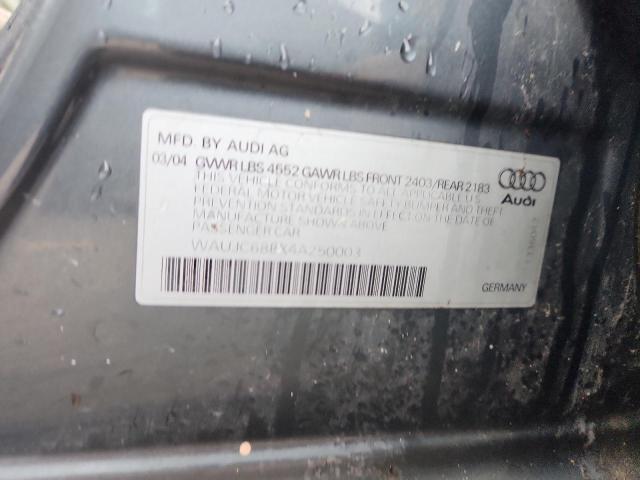 MFD. BY AUDI AG
03/04 GVWR LBS 4552 GAWR LBS FRONT 2403/REAR 2183
THIS VEHICLE CONFORMS TO ALL APPLICABLE U.S.
FEDERAL MOTOR VEHICLE SAFETY BUMPER AND THEFT
PREVENTION STANDARDS IN EFFECT ON THE DATE OF
MANUFACTURE SHOWN ABOVE.
PASSENGER CAR
Audi
GERMANY